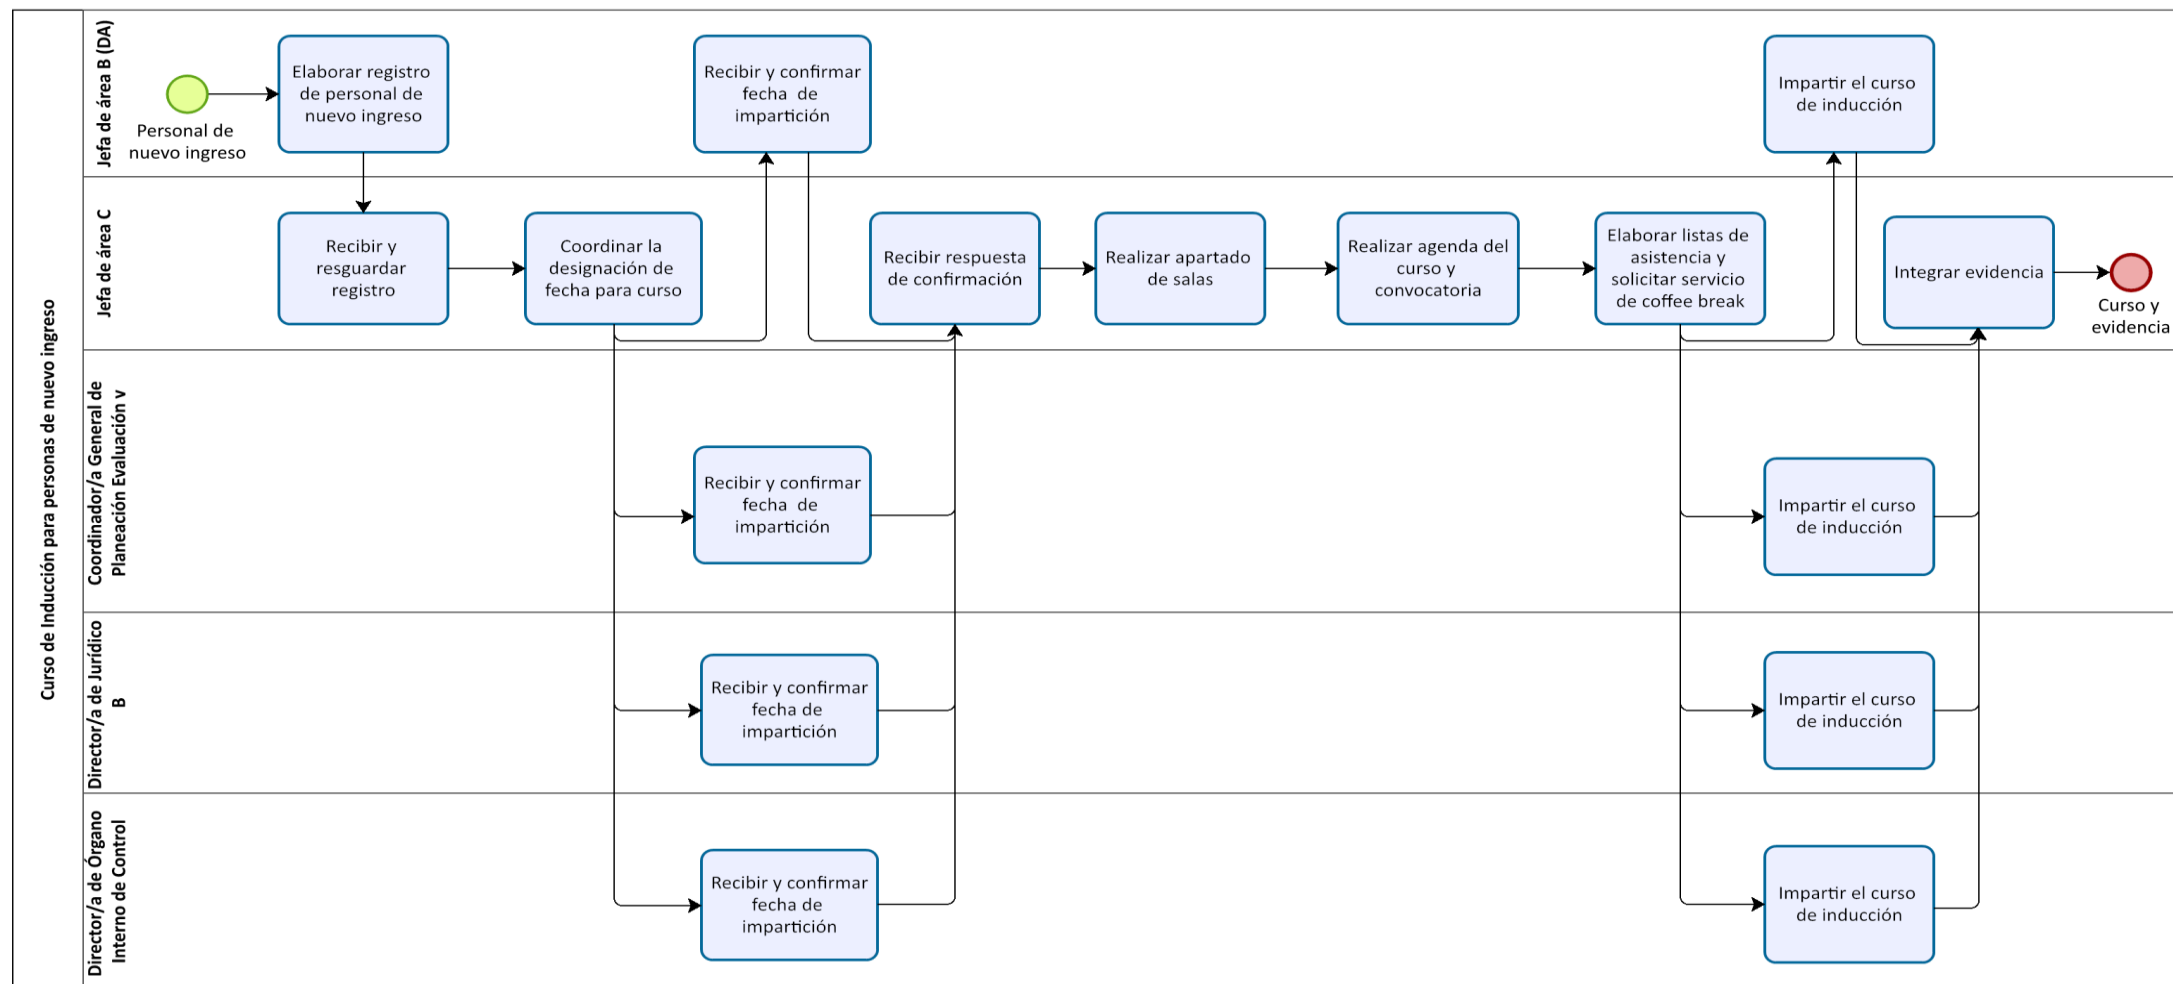 Curso de Inducción para personas de nuevo ingreso
Jefa de área B (DA)
Personal de
nuevo ingreso
Elaborar registro
de personal de
nuevo ingreso
Recibir y confirmar
fecha de
impartición
Impartir el curso
de inducción
Jefa de área C
Recibir y
resguardar
registro
Coordinar la
designación de
fecha para curso
Recibir respuesta
de confirmación
Realizar apartado
de salas
Realizar agenda del
curso y
convocatoria
Elaborar listas de
asistencia y
solicitar servicio
de coffee break
Integrar evidencia
Curso y
evidencia
Coordinador/a General de
Planeación Evaluación v
Recibir y confirmar
fecha de
impartición
Impartir el curso
de inducción
Director/a de Jurídico
B
Recibir y confirmar
fecha de
impartición
Impartir el curso
de inducción
Director/a de Órgano
Interno de Control
Recibir y confirmar
fecha de
impartición
Impartir el curso
de inducción